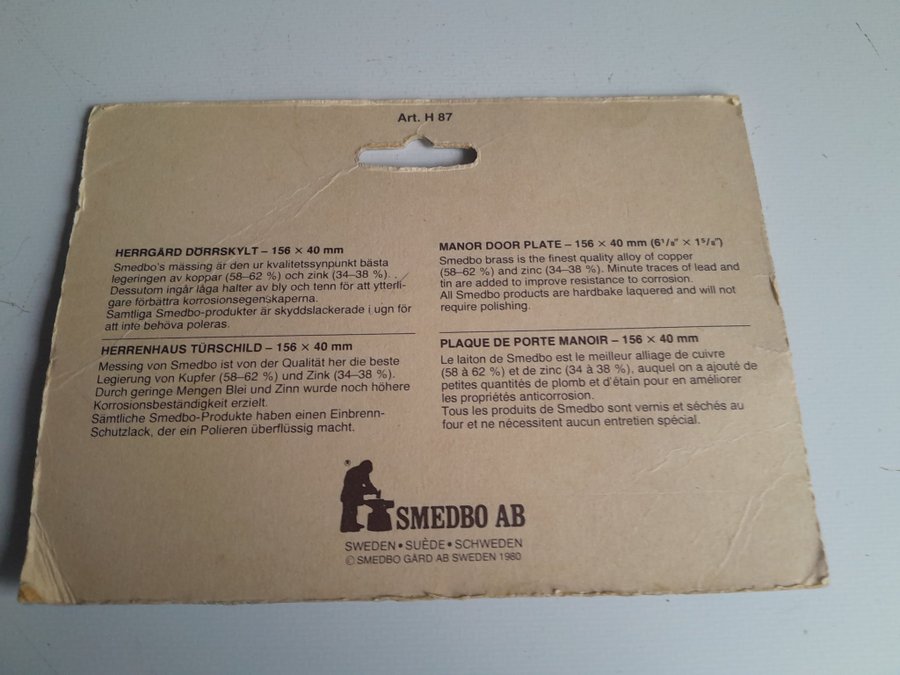 Art. H 87
HERRGÅRD DÖRRSKYLT – 156 × 40 mm
Smedbo's mässing är den ur kvalitetssynpunkt bästa
legeringen av koppar (58–62 %) och zink (34–38 %).
Dessutom ingår låga halter av bly och tenn för att ytterli-
gare förbättra korrosionsegenskaperna.
Samtliga Smedbo-produkter är skyddslackerade i ugn för
att inte behöva poleras.
MANOR DOOR PLATE – 156 × 40 mm (6 1/8" × 1 5/8")
Smedbo brass is the finest quality alloy of copper
(58–62 %) and zinc (34–38 %). Minute traces of lead and
tin are added to improve resistance to corrosion.
All Smedbo products are hardbake laquered and will not
require polishing.
HERRENHAUS TÜRSCHILD – 156 × 40 mm
Messing von Smedbo ist von der Qualität her die beste
Legierung von Kupfer (58–62 %) und Zink (34–38 %).
Durch geringe Mengen Blei und Zinn wurde noch höhere
Korrosionsbeständigkeit erzielt.
Sämtliche Smedbo-Produkte haben einen Einbrenn-
Schutzlack, der ein Polieren überflüssig macht.
PLAQUE DE PORTE MANOIR – 156 × 40 mm
Le laiton de Smedbo est le meilleur alliage de cuivre
(58 à 62 %) et de zinc (34 à 38 %), auquel on a ajouté de
petites quantités de plomb et d'étain pour en améliorer
les propriétés anticorrosion.
Tous les produits de Smedbo sont vernis et séchés au
four et ne nécessitent aucun entretien spécial.
®
SMEDBO AB
SWEDEN • SUÈDE • SCHWEDEN
© SMEDBO GÅRD AB SWEDEN 1980